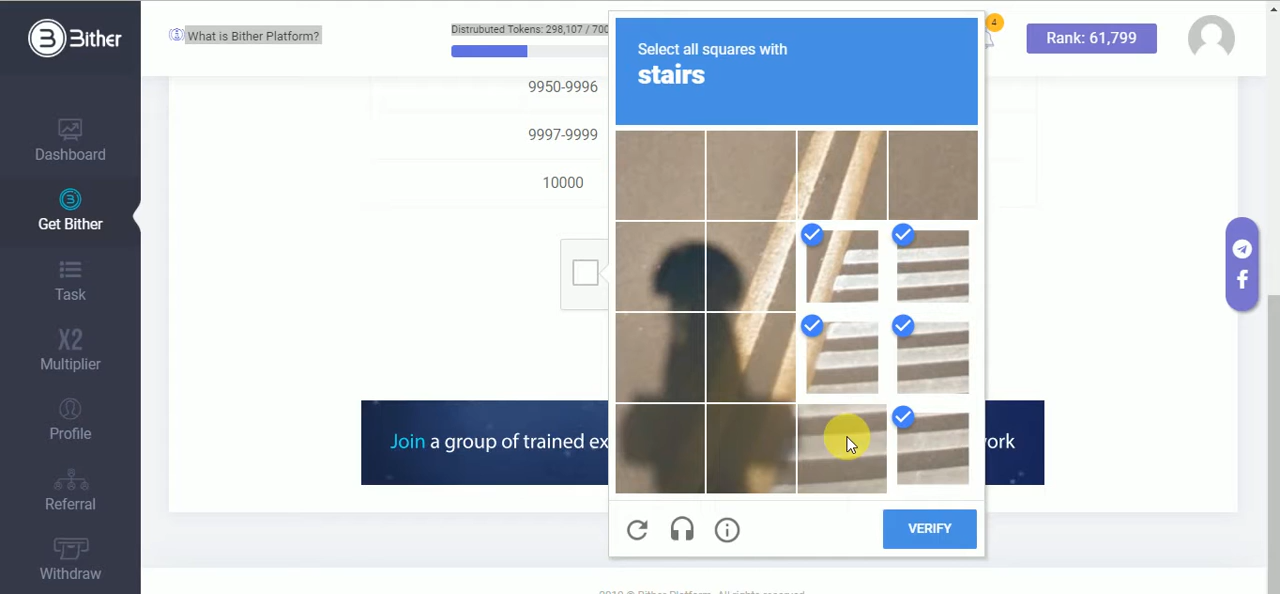 Bither
What is Bither Platform?
Distrubuted Tokens: 298,107 / 700
4
Rank: 61,799
Dashboard
Get Bither
Task
X2
Multiplier
Profile
Referral
Withdraw
9950-9996
9997-9999
10000
Select all squares with
stairs
VERIFY
Join a group of trained ex
ork